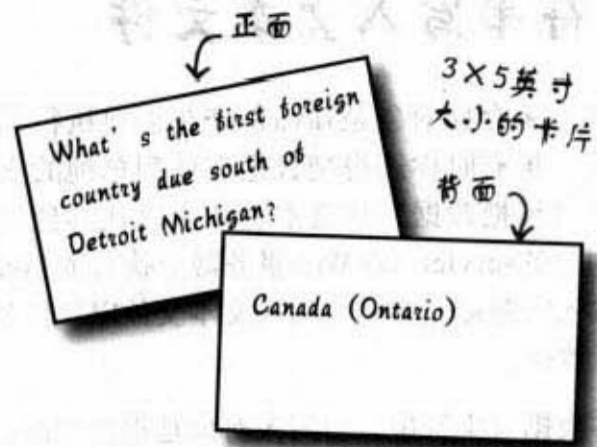 正面
What's the first foreign
country due south of
Detroit Michigan?
3×5英寸
大小的卡片
背面
Canada (Ontario)